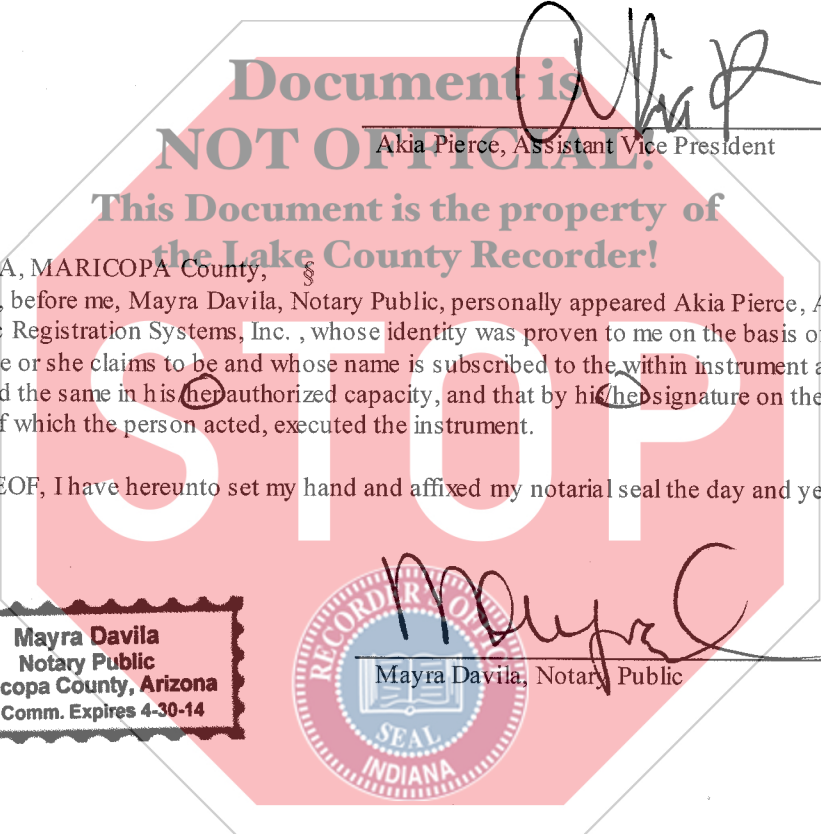 Document is
NOT OFFICIAL!
This Document is the property of
the Lake County Recorder!
STOP
Akia P
Akia Pierce, Assistant Vice President
A, MARICOPA County, §
, before me, Mayra Davila, Notary Public, personally appeared Akia Pierce, A
c Registration Systems, Inc. , whose identity was proven to me on the basis o
e or she claims to be and whose name is subscribed to the within instrument a
d the same in his/her authorized capacity, and that by his/her signature on the
f which the person acted, executed the instrument.
EOF, I have hereunto set my hand and affixed my notarial seal the day and ye
Mayra Davila
Notary Public
copa County, Arizona
Comm. Expires 4-30-14
Mayra Davila, Notary Public
RECORDER'S OFFICE
SEAL
INDIANA